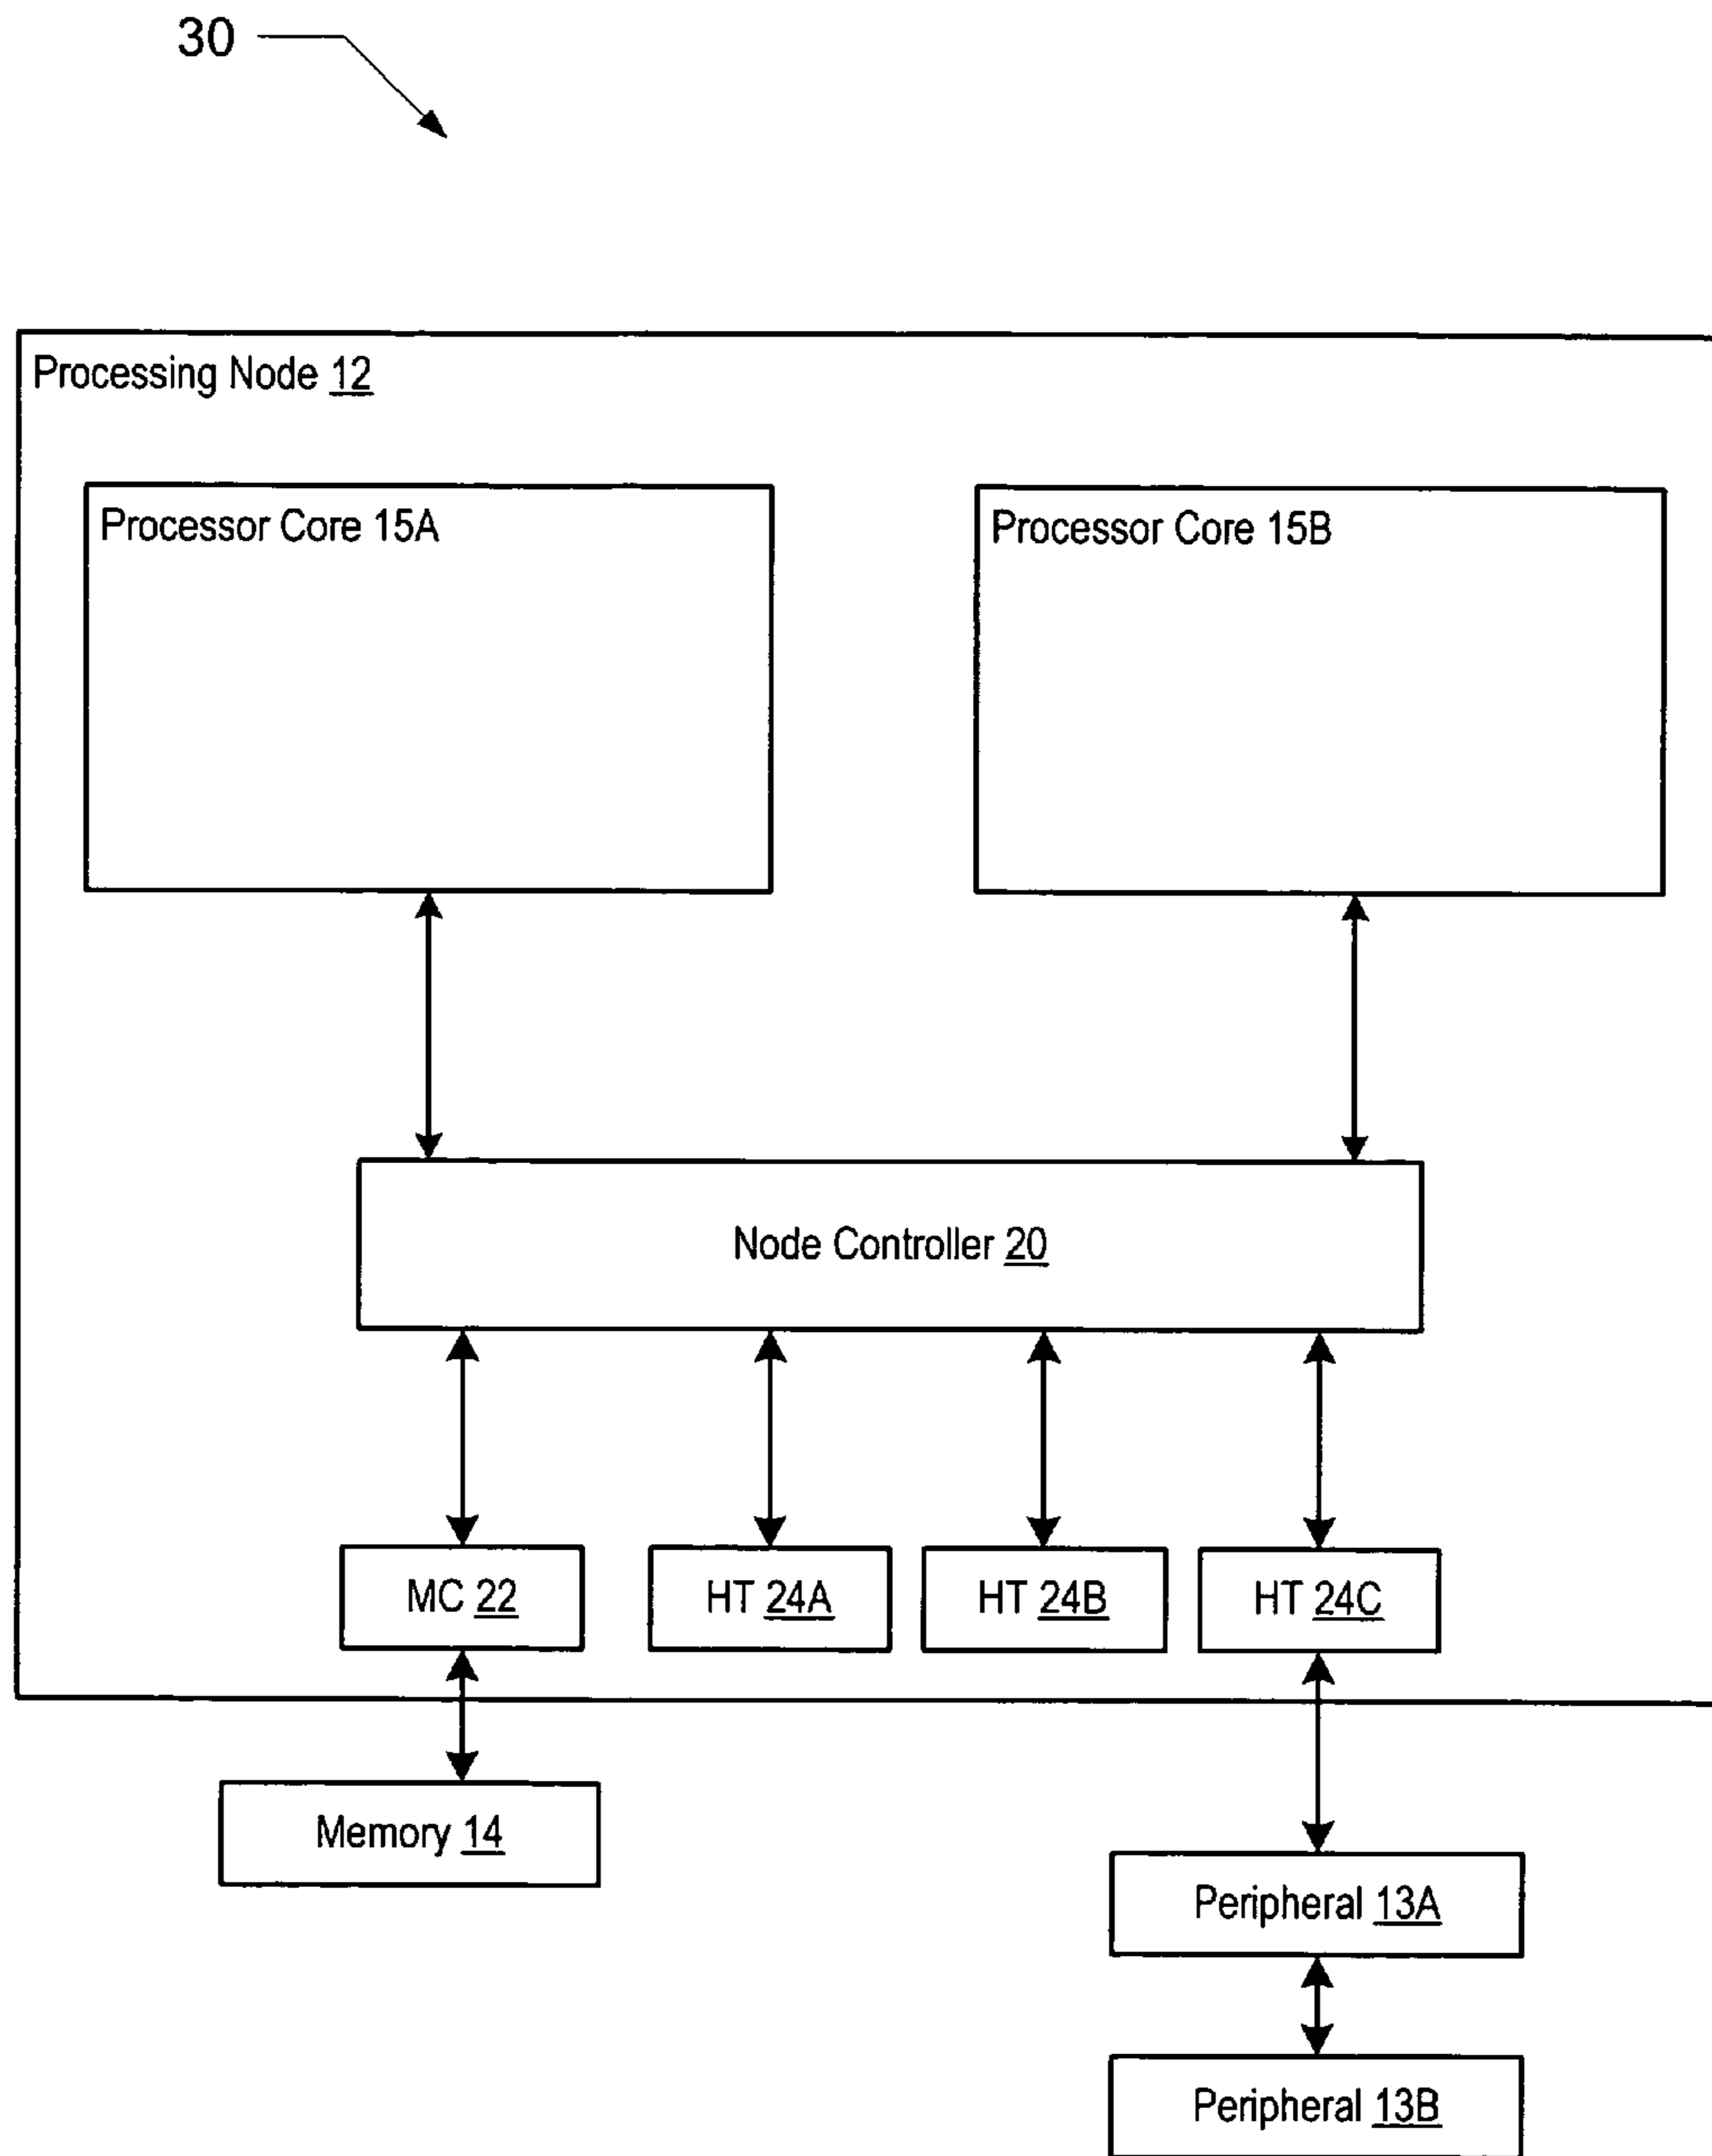 30
Processing Node 12
Processor Core 15A
Processor Core 15B
Node Controller 20
MC 22
HT 24A
HT 24B
HT 24C
Memory 14
Peripheral 13A
Peripheral 13B